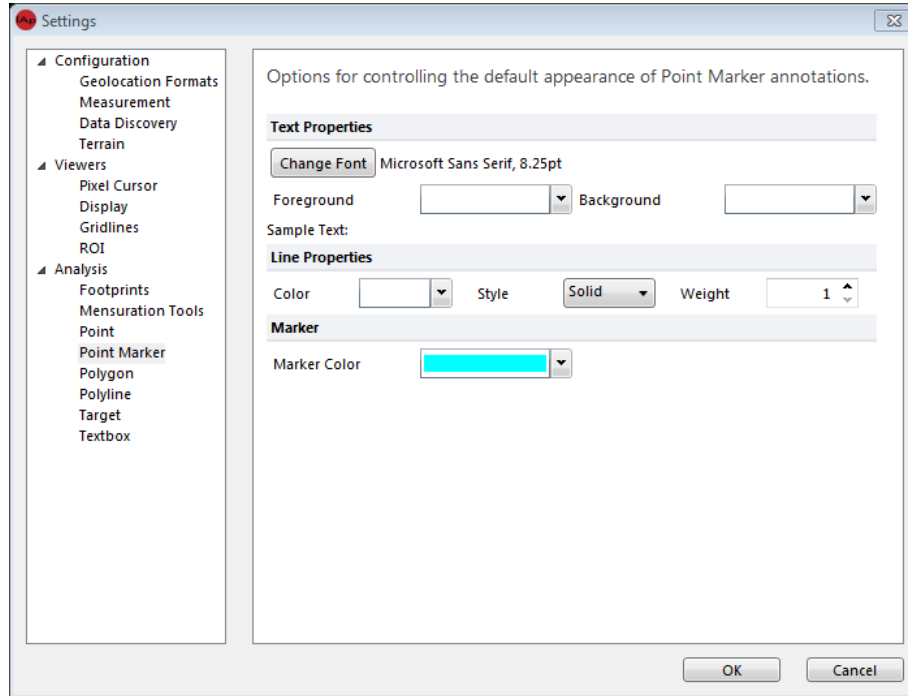 IAp Settings
Configuration
Geolocation Formats
Measurement
Data Discovery
Terrain
Viewers
Pixel Cursor
Display
Gridlines
ROI
Analysis
Footprints
Mensuration Tools
Point
Point Marker
Polygon
Polyline
Target
Textbox
Options for controlling the default appearance of Point Marker annotations.
Text Properties
Change Font Microsoft Sans Serif, 8.25pt
Foreground Background
Sample Text:
Line Properties
Color Style Solid Weight 1
Marker
Marker Color
OK Cancel